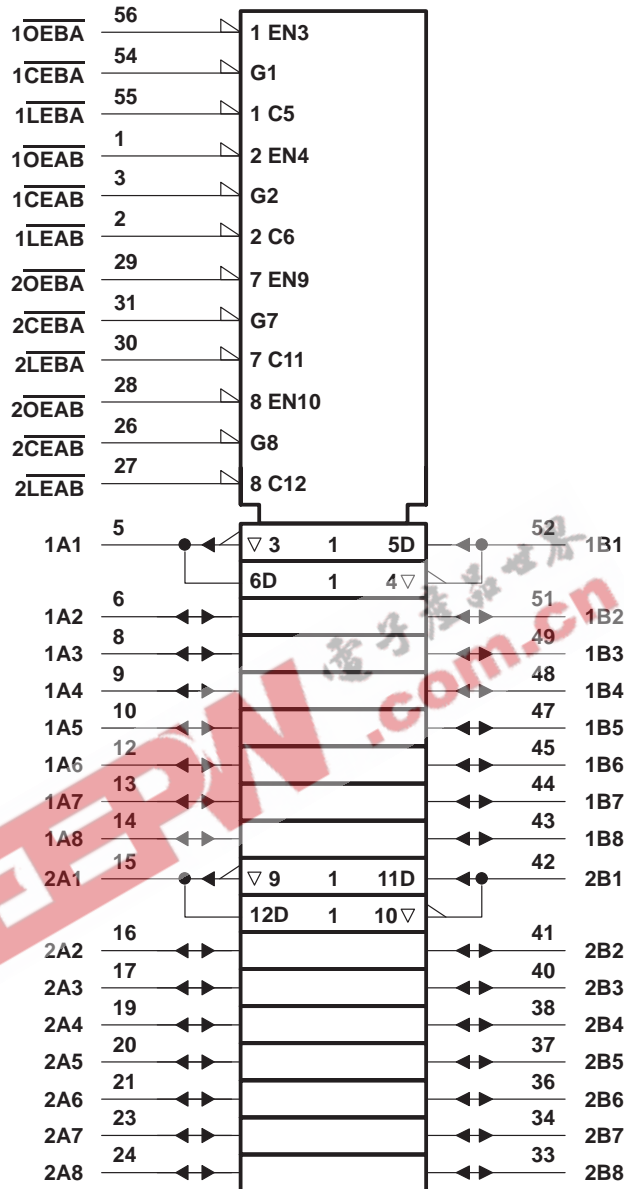 1OEBA 56 1 EN3
1CEBA 54 G1
1LEBA 55 1 C5
1OEAB 1 2 EN4
1CEAB 3 G2
1LEAB 2 2 C6
2OEBA 29 7 EN9
2CEBA 31 G7
2LEBA 30 7 C11
2OEAB 28 8 EN10
2CEAB 26 G8
2LEAB 27 8 C12
1A1 5 ▽ 3 1 5D 52 1B1
6D 1 4 ▽
1A2 6 51 1B2
1A3 8 49 1B3
1A4 9 48 1B4
1A5 10 47 1B5
1A6 12 45 1B6
1A7 13 44 1B7
1A8 14 43 1B8
2A1 15 ▽ 9 1 11D 42 2B1
12D 1 10 ▽
2A2 16 41 2B2
2A3 17 40 2B3
2A4 19 38 2B4
2A5 20 37 2B5
2A6 21 36 2B6
2A7 23 34 2B7
2A8 24 33 2B8
EEPW.com.cn
電子產品世界